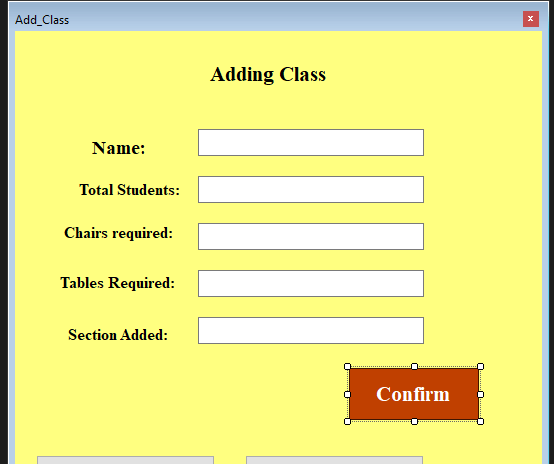 Add_Class
x
Adding Class
Name:
Total Students:
Chairs required:
Tables Required:
Section Added:
Confirm